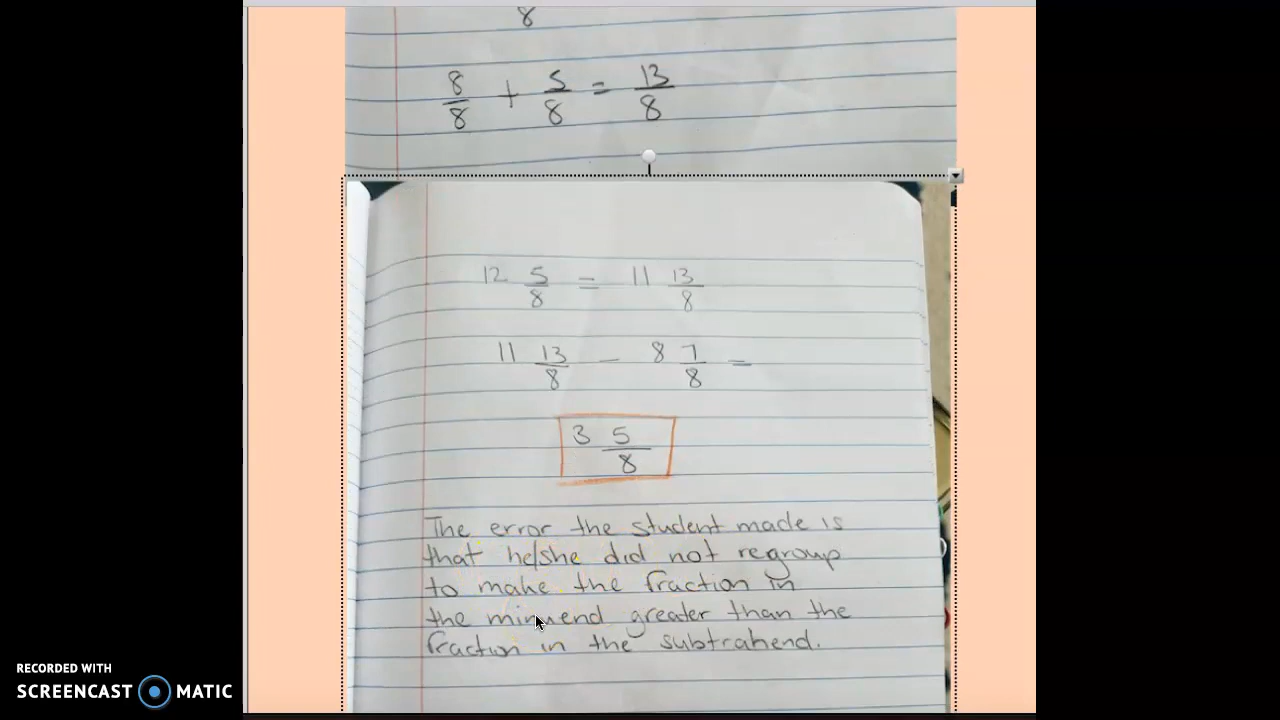 8
8/8 + 5/8 = 13/8
12 5/8 = 11 13/8
11 13/8 - 8 7/8 =
3 5/8
The error the student made is
that he/she did not regroup
to make the fraction in
the minuend greater than the
fraction in the subtrahend.
RECORDED WITH
SCREENCAST MATIC